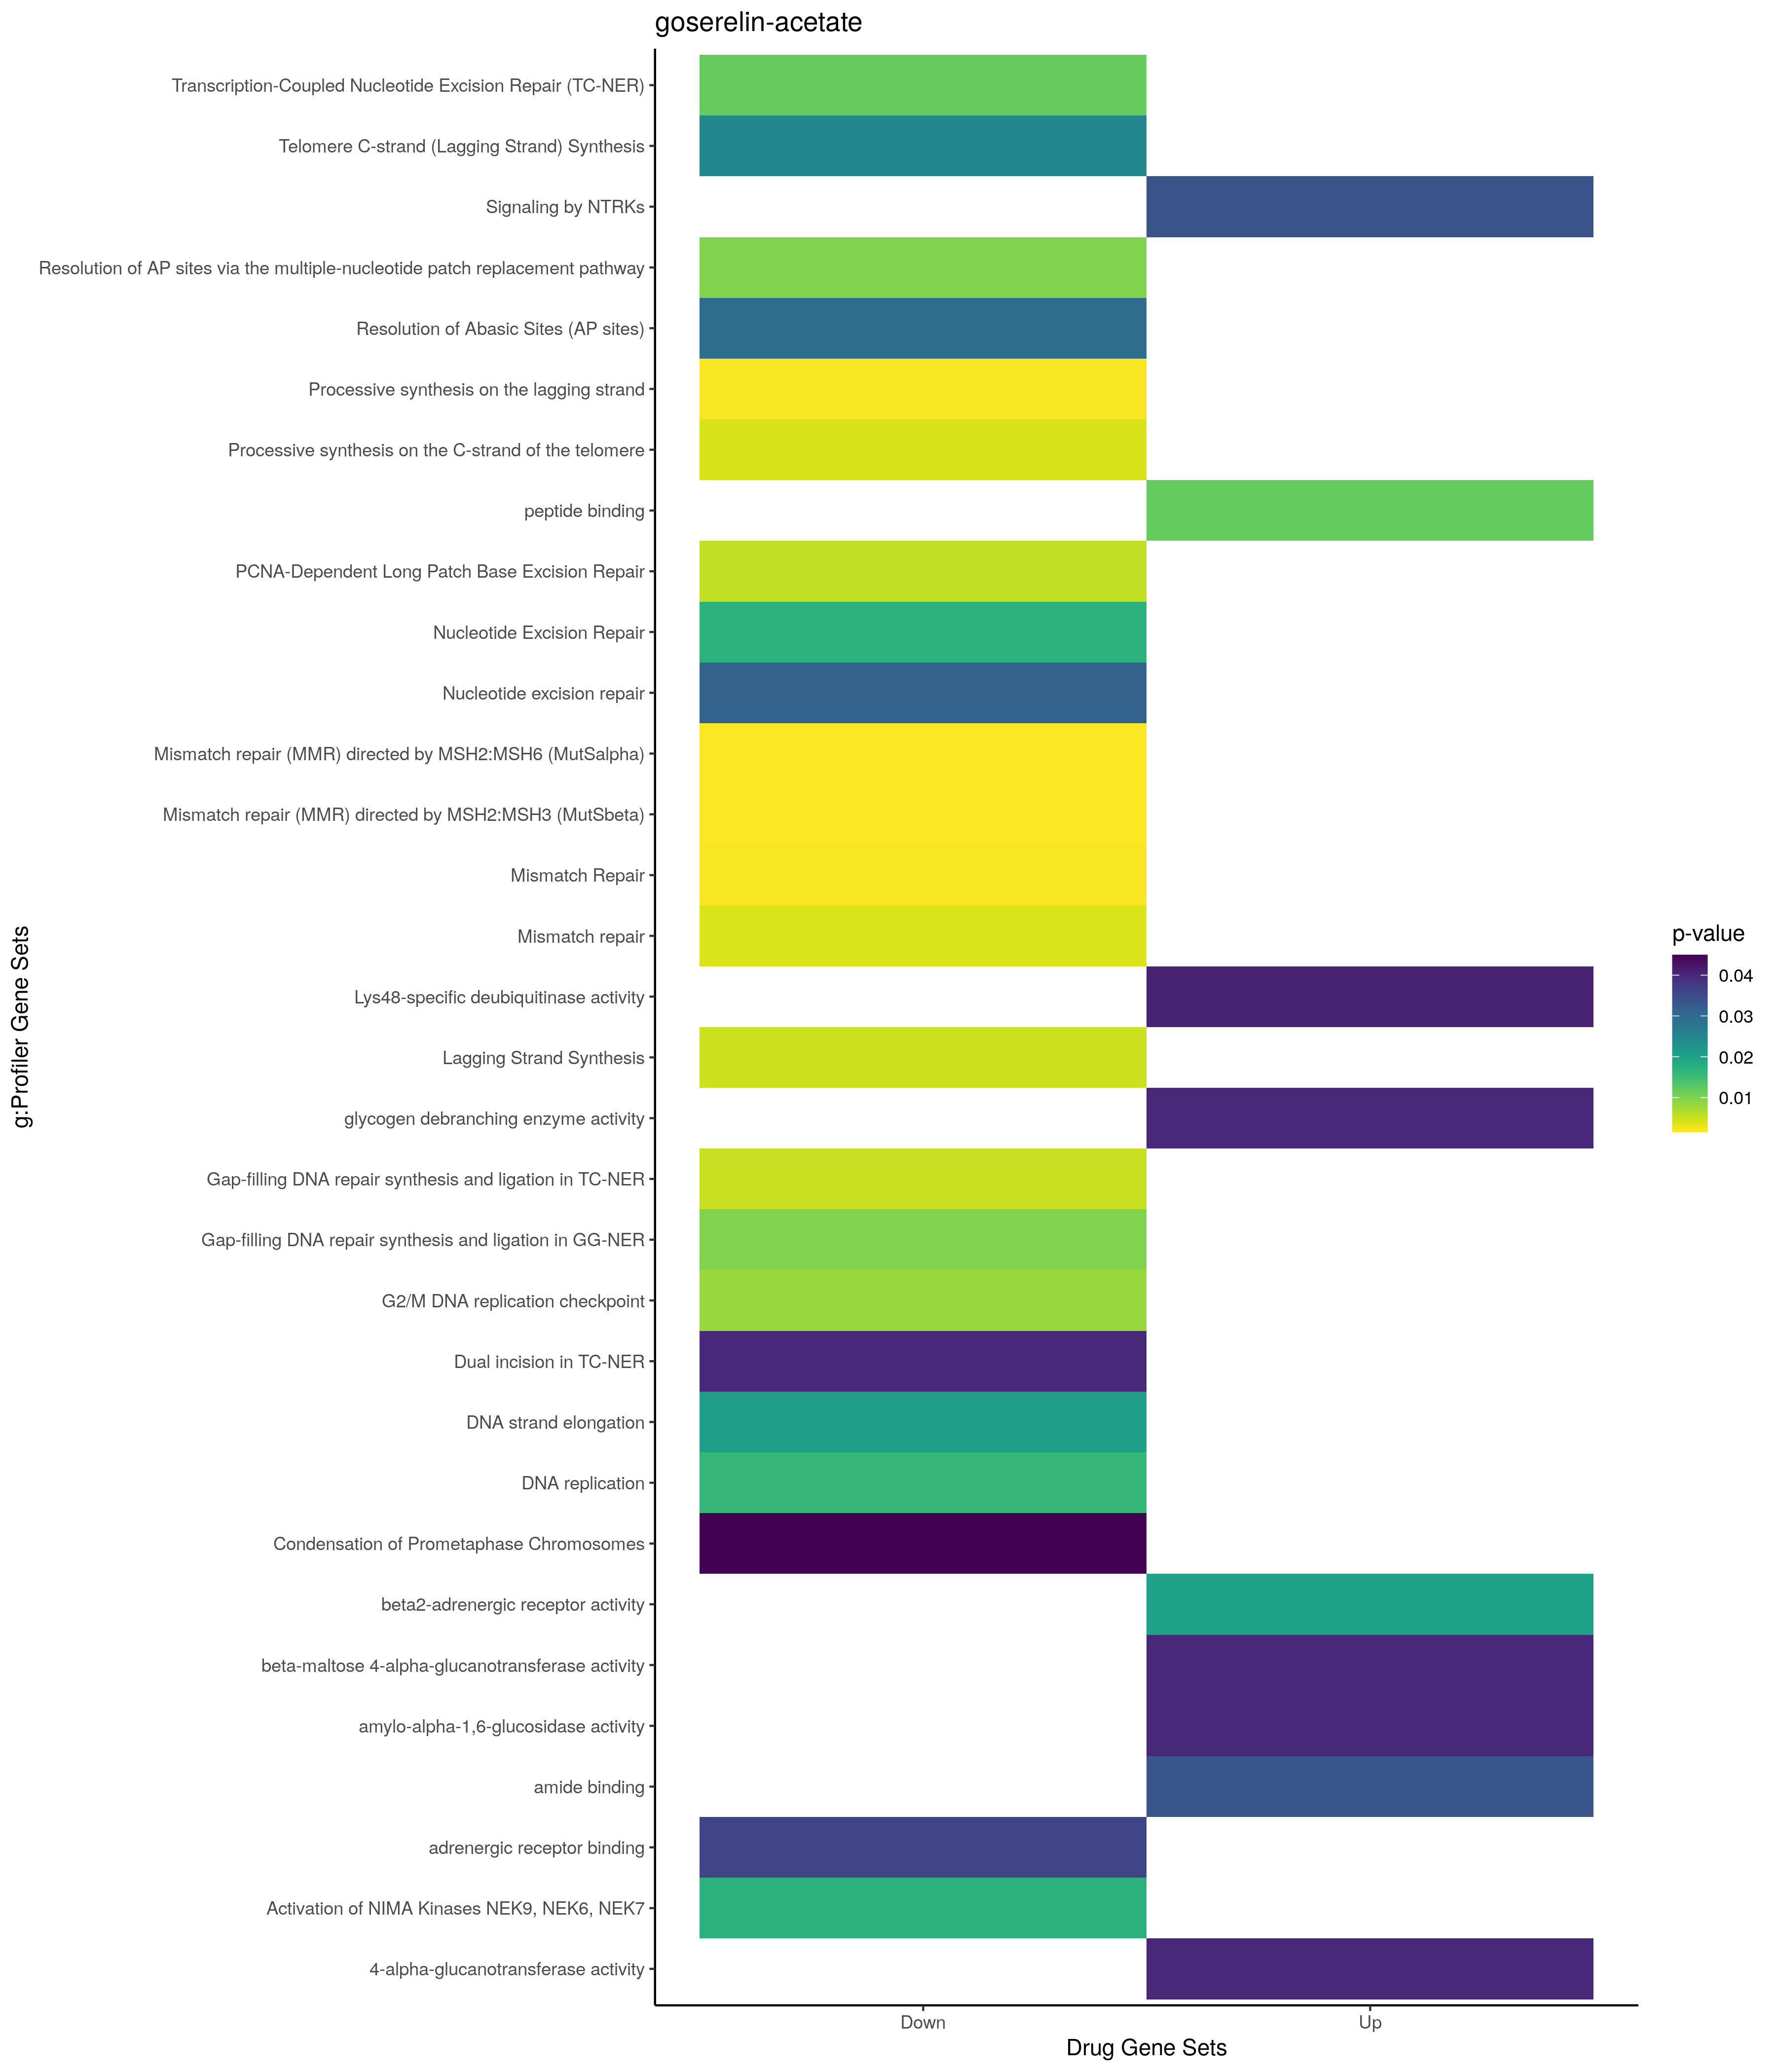 goserelin-acetate
Transcription-Coupled Nucleotide Excision Repair (TC-NER)
Telomere C-strand (Lagging Strand) Synthesis
Signaling by NTRKs
Resolution of AP sites via the multiple-nucleotide patch replacement pathway
Resolution of Abasic Sites (AP sites)
Processive synthesis on the lagging strand
Processive synthesis on the C-strand of the telomere
peptide binding
PCNA-Dependent Long Patch Base Excision Repair
Nucleotide Excision Repair
Nucleotide excision repair
Mismatch repair (MMR) directed by MSH2:MSH6 (MutSalpha)
Mismatch repair (MMR) directed by MSH2:MSH3 (MutSbeta)
Mismatch Repair
Mismatch repair
Lys48-specific deubiquitinase activity
Lagging Strand Synthesis
glycogen debranching enzyme activity
Gap-filling DNA repair synthesis and ligation in TC-NER
Gap-filling DNA repair synthesis and ligation in GG-NER
G2/M DNA replication checkpoint
Dual incision in TC-NER
DNA strand elongation
DNA replication
Condensation of Prometaphase Chromosomes
beta2-adrenergic receptor activity
beta-maltose 4-alpha-glucanotransferase activity
amylo-alpha-1,6-glucosidase activity
amide binding
adrenergic receptor binding
Activation of NIMA Kinases NEK9, NEK6, NEK7
4-alpha-glucanotransferase activity
g:Profiler Gene Sets
Down
Up
Drug Gene Sets
p-value
0.04
0.03
0.02
0.01